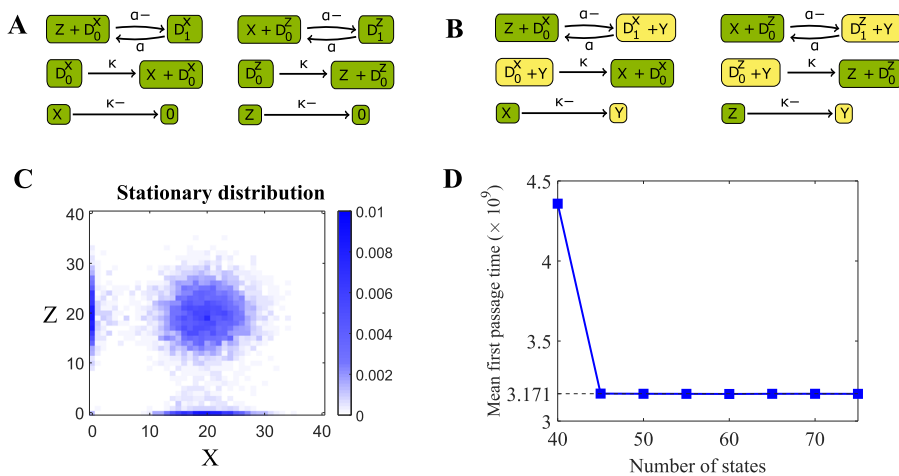 A
Z + D₀ˣ α− α D₁ˣ
X + D₀ᶻ α− α D₁ᶻ
D₀ˣ κ X + D₀ˣ
D₀ᶻ κ Z + D₀ᶻ
X κ− 0
Z κ− 0
B
Z + D₀ˣ α− α D₁ˣ +Y
X + D₀ᶻ α− α D₁ᶻ +Y
D₀ˣ +Y κ X + D₀ˣ
D₀ᶻ +Y κ Z + D₀ᶻ
X κ− Y
Z κ− Y
C
Stationary distribution
40
30
20
10
0
Z
0 10 20 30 40
X
0.01
0.008
0.006
0.004
0.002
0
D
Mean first passage time (× 10⁹)
4.5
4
3.5
3.171
3
40 50 60 70
Number of states